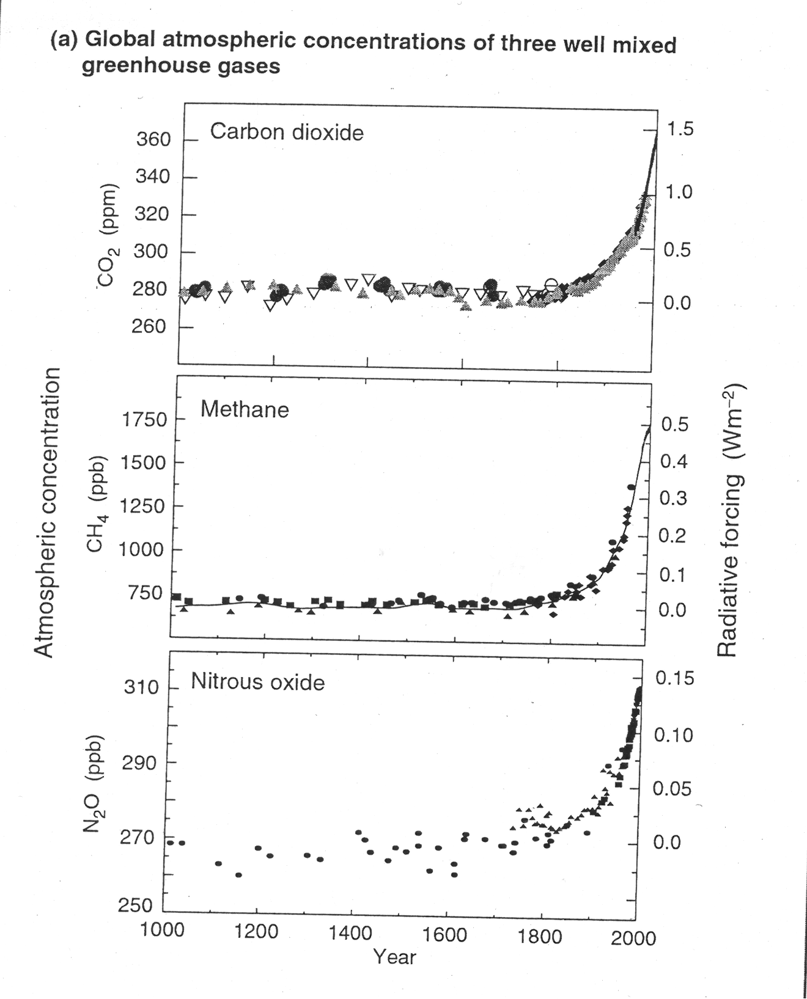 (a) Global atmospheric concentrations of three well mixed
greenhouse gases
Carbon dioxide
CO2 (ppm)
360
340
320
300
280
260
1.5
1.0
0.5
0.0
Atmospheric concentration
Methane
CH4 (ppb)
1750
1500
1250
1000
750
0.5
0.4
0.3
0.2
0.1
0.0
Radiative forcing (Wm−2)
Nitrous oxide
N2O (ppb)
310
290
270
250
0.15
0.10
0.05
0.0
1000 1200 1400 1600 1800 2000
Year